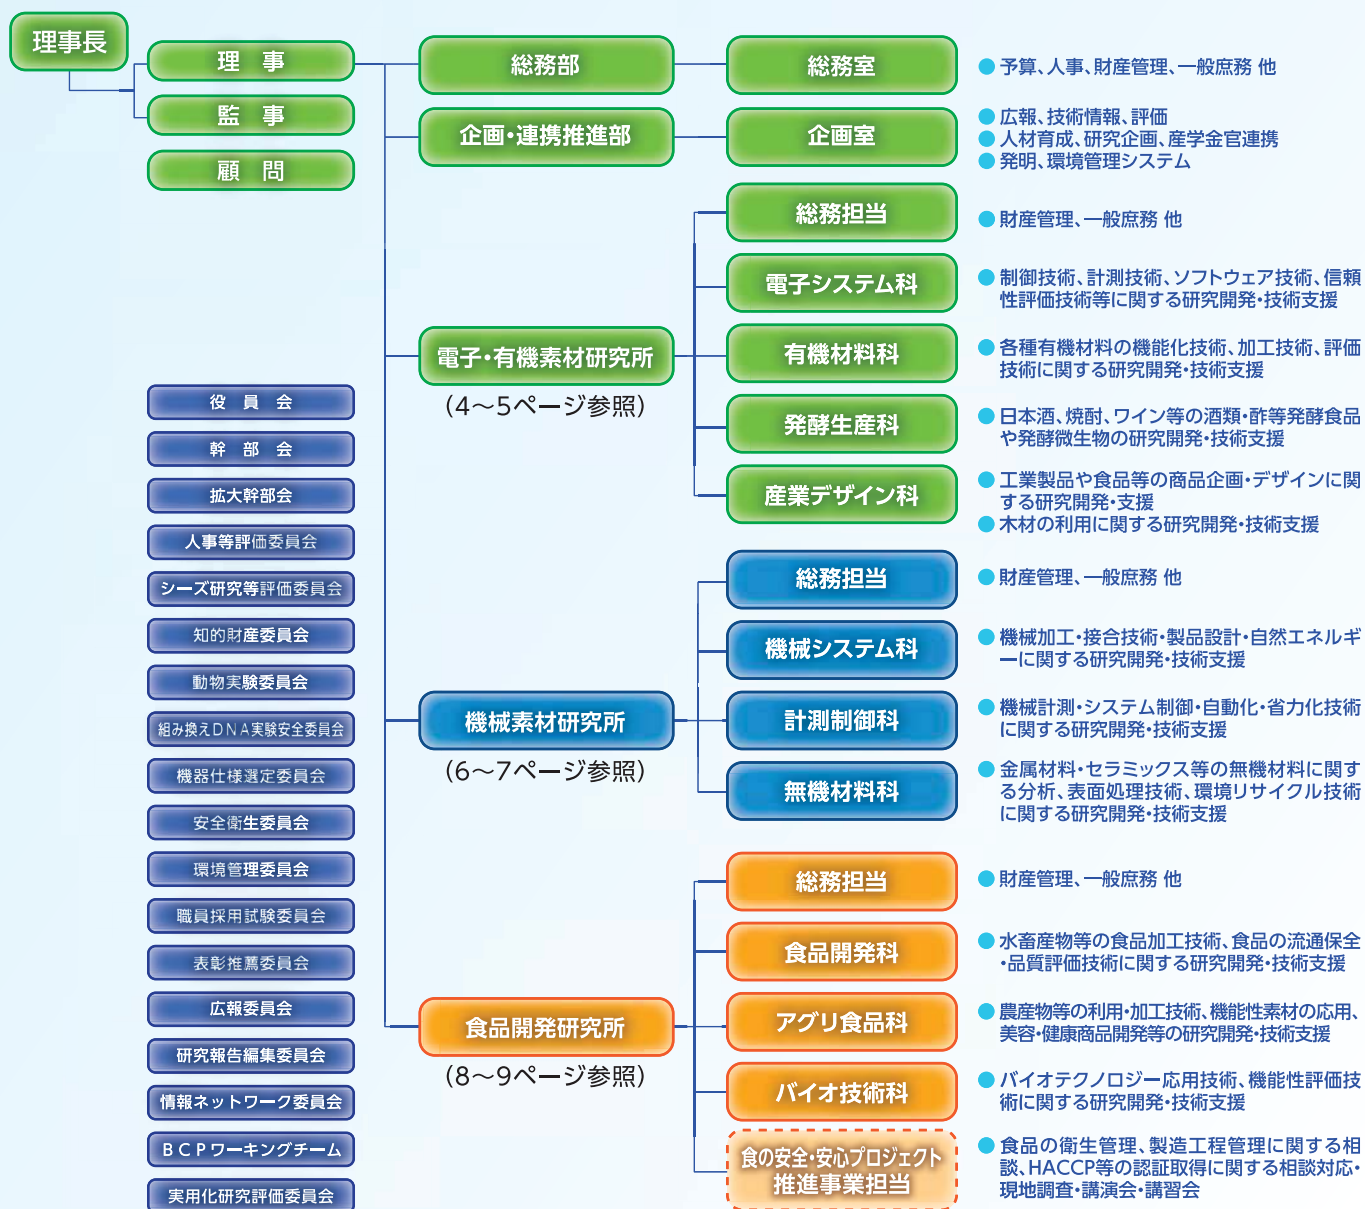 理事長
理　事
監　事
顧　問
総務部
総務室
●予算、人事、財産管理、一般庶務 他
企画・連携推進部
企画室
●広報、技術情報、評価
●人材育成、研究企画、産学金官連携
●発明、環境管理システム
電子・有機素材研究所
（4～5ページ参照）
総務担当
●財産管理、一般庶務 他
電子システム科
●制御技術、計測技術、ソフトウェア技術、信頼
性評価技術等に関する研究開発・技術支援
有機材料科
●各種有機材料の機能化技術、加工技術、評価
技術に関する研究開発・技術支援
発酵生産科
●日本酒、焼酎、ワイン等の酒類・酢等発酵食品
や発酵微生物の研究開発・技術支援
産業デザイン科
●工業製品や食品等の商品企画・デザインに関
する研究開発・支援
●木材の利用に関する研究開発・技術支援
機械素材研究所
（6～7ページ参照）
総務担当
●財産管理、一般庶務 他
機械システム科
●機械加工・接合技術・製品設計・自然エネルギ
ーに関する研究開発・技術支援
計測制御科
●機械計測・システム制御・自動化・省力化技術
に関する研究開発・技術支援
無機材料科
●金属材料・セラミックス等の無機材料に関す
る分析、表面処理技術、環境リサイクル技術
に関する研究開発・技術支援
食品開発研究所
（8～9ページ参照）
総務担当
●財産管理、一般庶務 他
食品開発科
●水畜産物等の食品加工技術、食品の流通保全
・品質評価技術に関する研究開発・技術支援
アグリ食品科
●農産物等の利用・加工技術、機能性素材の応用、
美容・健康商品開発等の研究開発・技術支援
バイオ技術科
●バイオテクノロジー応用技術、機能性評価技
術に関する研究開発・技術支援
食の安全・安心プロジェクト
推進事業担当
●食品の衛生管理、製造工程管理に関する相
談、HACCP等の認証取得に関する相談対応・
現地調査・講演会・講習会
役　員　会
幹　部　会
拡大幹部会
人事等評価委員会
シーズ研究等評価委員会
知的財産委員会
動物実験委員会
組み換えＤＮＡ実験安全委員会
機器仕様選定委員会
安全衛生委員会
環境管理委員会
職員採用試験委員会
表彰推薦委員会
広報委員会
研究報告編集委員会
情報ネットワーク委員会
ＢＣＰワーキングチーム
実用化研究評価委員会